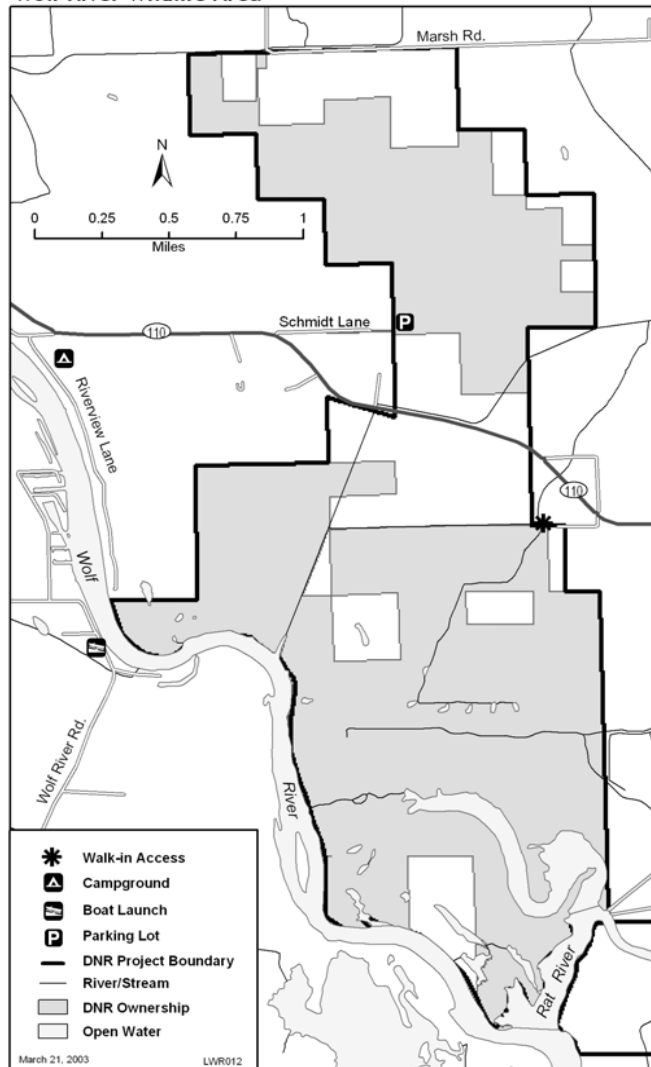 Wolf River Wildlife Area
Marsh Rd.
N
0 0.25 0.5 0.75 1
Miles
Schmidt Lane
P
110
Riverview Lane
110
Wolf
River
Wolf River Rd.
Rat River
Walk-in Access
Campground
Boat Launch
P Parking Lot
DNR Project Boundary
River/Stream
DNR Ownership
Open Water
March 21, 2003 LWR012